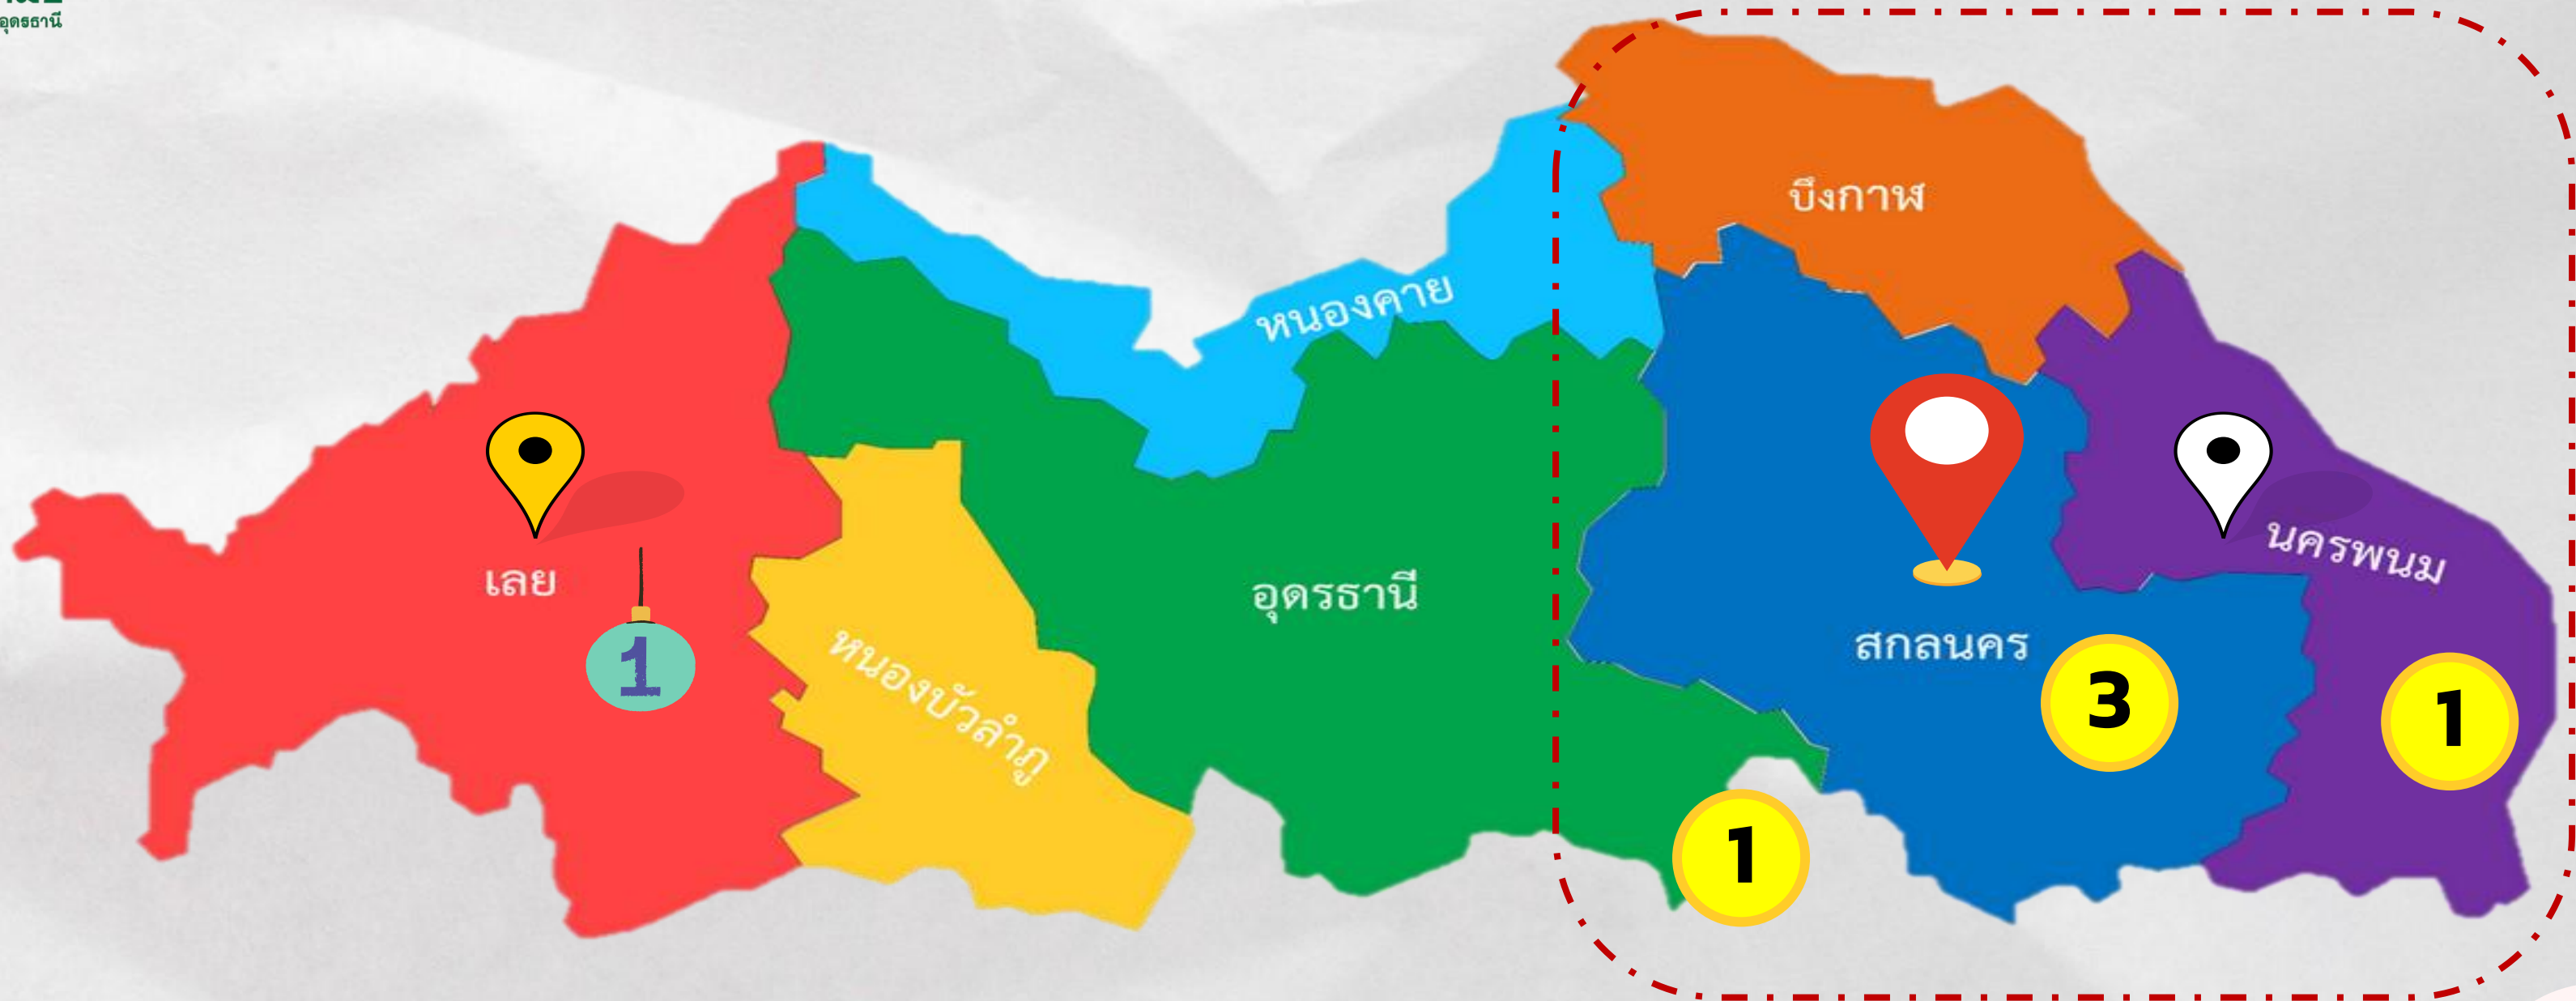 อุดรธานี
บึงกาฬ
หนองคาย
เลย
อุดรธานี
นครพนม
สกลนคร
หนองบัวลำภู
1
3
1
1